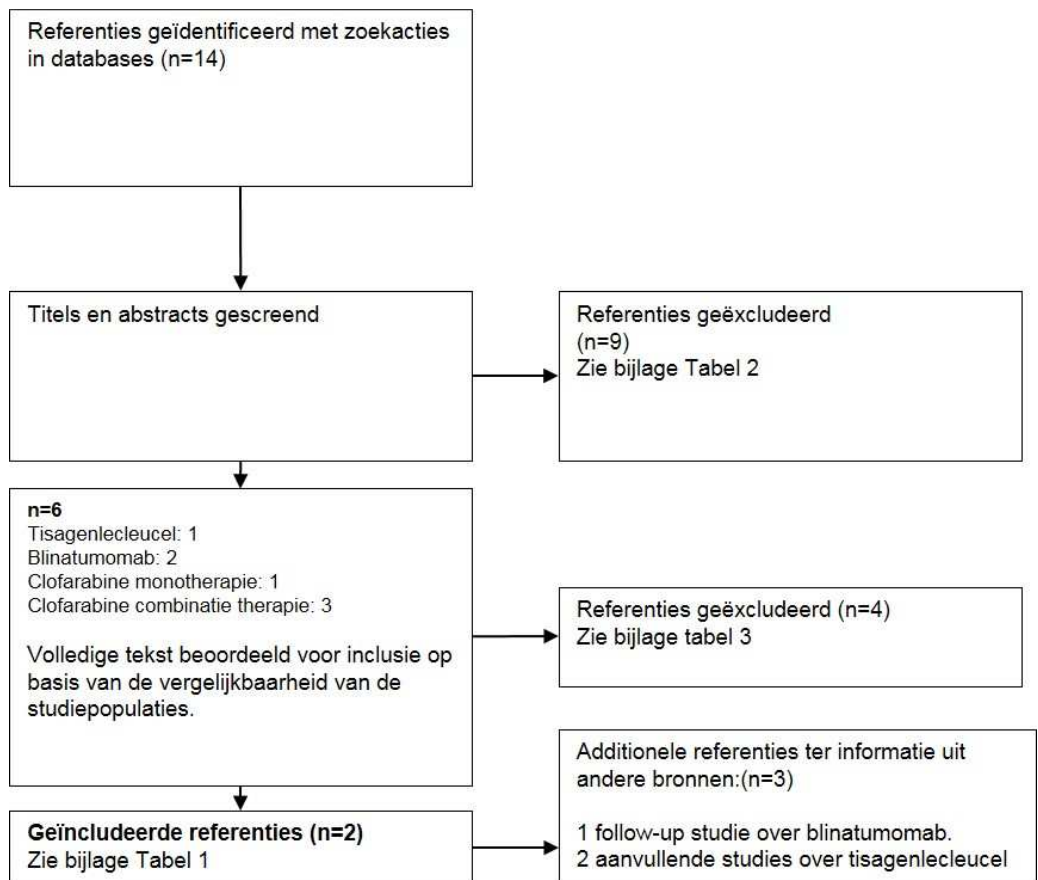 Referenties geïdentificeerd met zoekacties
in databases (n=14)
Titels en abstracts gescreend
Referenties geëxcludeerd
(n=9)
Zie bijlage Tabel 2
n=6
Tisagenlecleucel: 1
Blinatumomab: 2
Clofarabine monotherapie: 1
Clofarabine combinatie therapie: 3
Volledige tekst beoordeeld voor inclusie op
basis van de vergelijkbaarheid van de
studiepopulaties.
Referenties geëxcludeerd (n=4)
Zie bijlage tabel 3
Geïncludeerde referenties (n=2)
Zie bijlage Tabel 1
Additionele referenties ter informatie uit
andere bronnen:(n=3)
1 follow-up studie over blinatumomab.
2 aanvullende studies over tisagenlecleucel